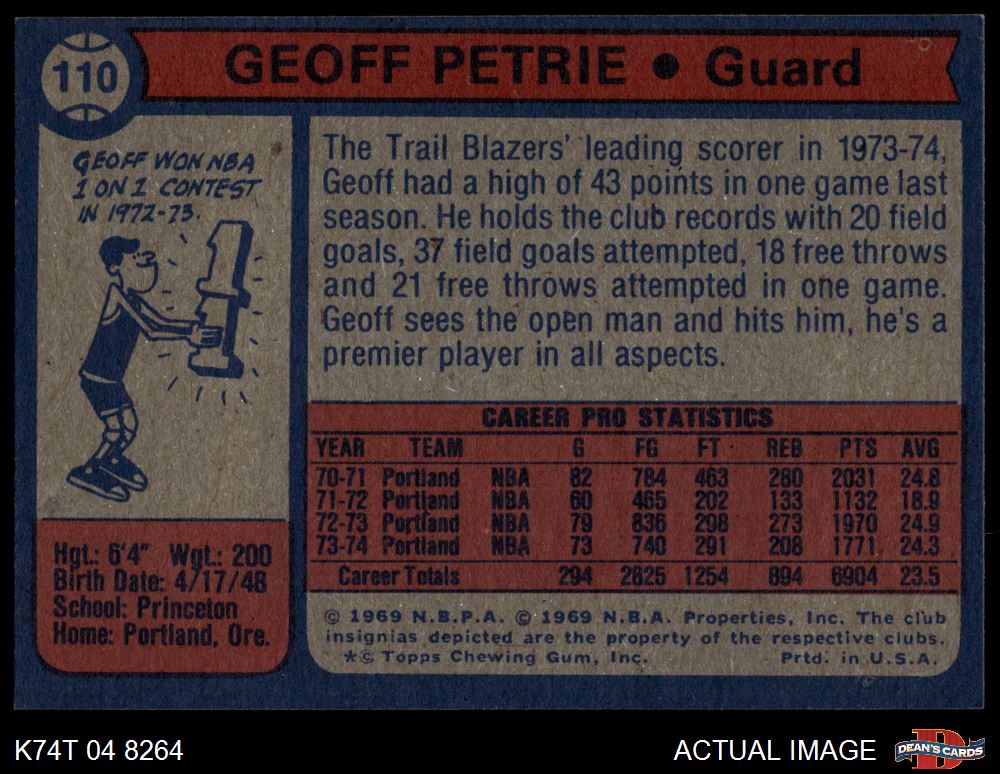 110
GEOFF PETRIE ● Guard
GEOFF WON NBA
1 ON 1 CONTEST
IN 1972-73.
1
Hgt.: 6'4" Wgt.: 200
Birth Date: 4/17/48
School: Princeton
Home: Portland, Ore.
The Trail Blazers' leading scorer in 1973-74,
Geoff had a high of 43 points in one game last
season. He holds the club records with 20 field
goals, 37 field goals attempted, 18 free throws
and 21 free throws attempted in one game.
Geoff sees the open man and hits him, he's a
premier player in all aspects.
CAREER PRO STATISTICS
YEAR TEAM G FG FT REB PTS AVG
70-71 Portland NBA 82 784 463 280 2031 24.8
71-72 Portland NBA 60 465 202 133 1132 18.9
72-73 Portland NBA 79 836 298 273 1970 24.9
73-74 Portland NBA 73 740 291 208 1771 24.3
Career Totals 294 2825 1254 894 6904 23.5
© 1969 N.B.P.A. © 1969 N.B.A. Properties, Inc. The club
insignias depicted are the property of the respective clubs.
*© Topps Chewing Gum, Inc. Prtd. in U.S.A.
K74T 04 8264
ACTUAL IMAGE
DEAN'S CARDS